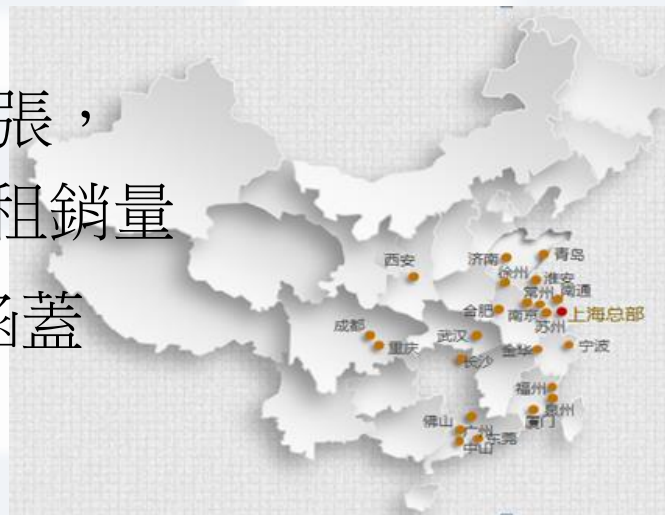 張，
租銷量
涵蓋
西安
济南
青岛
徐州
淮安
常州
南通
合肥
南京
上海总部
苏州
成都
重庆
武汉
长沙
金华
宁波
福州
泉州
厦门
佛山
广州
东莞
中山